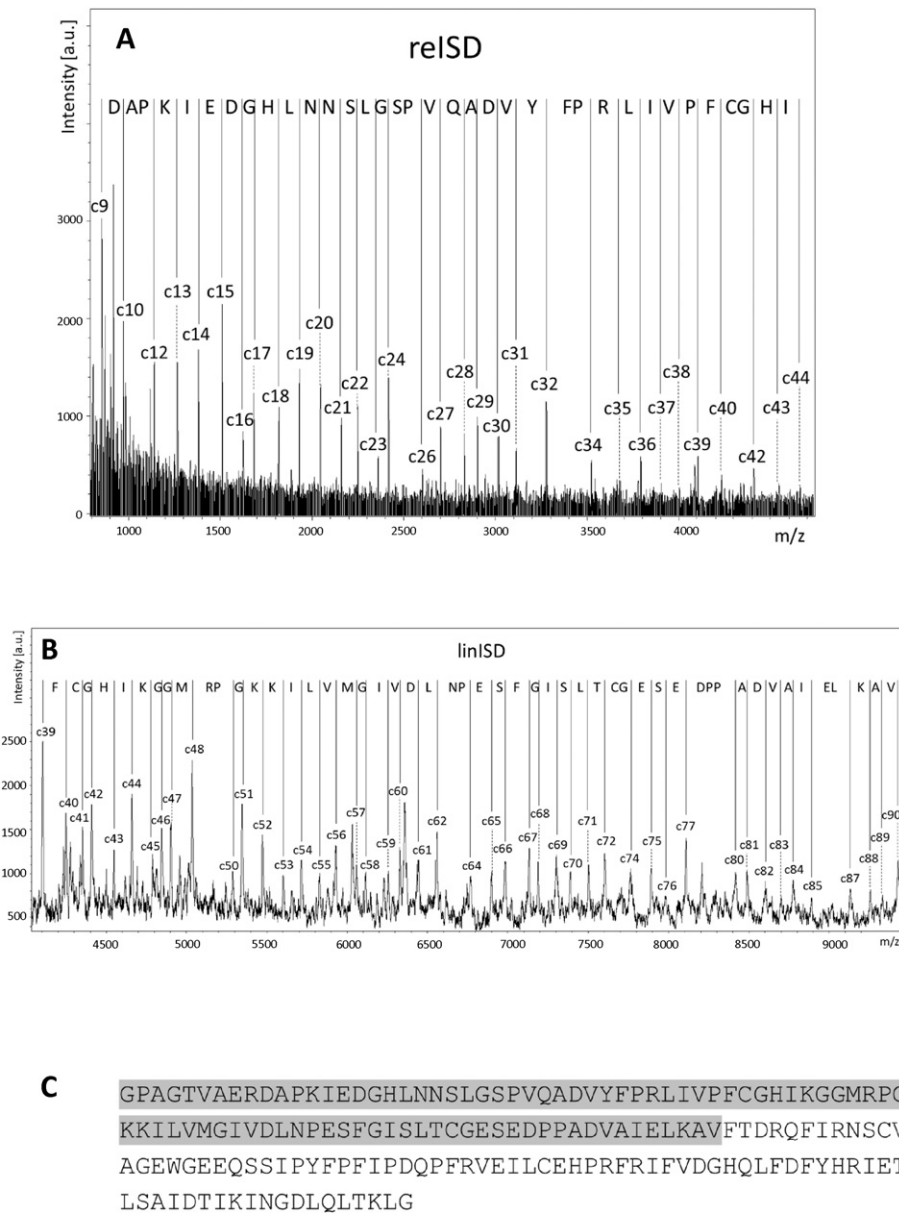 A
reISD
Intensity [a.u.]
D AP K I E D G H L N N S L G SP V Q A D V Y FP R L I V P F CG H I
3000
2000
1000
0
c9
c10
c12
c13
c14
c15
c16
c17
c18
c19
c20
c21
c22
c23
c24
c26
c27
c28
c29
c30
c31
c32
c34
c35
c36
c37
c38
c39
c40
c42
c43
c44
1000 2000 3000 3500 4000
m/z
B
linISD
Intensity [a.u.]
F C G H I K G G M RP G K K I L V M G I V D L NP E S F G I S L T CG E S E DPP A D V A I EL K A V
2500
2000
1500
1000
500
c39
c40
c41
c42
c43
c44
c45
c46
c47
c48
c50
c51
c52
c53
c54
c55
c56
c57
c58
c59
c60
c61
c62
c64
c65
c66
c67
c68
c69
c70
c71
c72
c74
c75
c76
c77
c80
c81
c82
c83
c84
c85
c87
c88
c89
c90
4500 5000 5500 6000 6500 7000 7500 8000 8500 9000 m/z
C
GPAGTVAERDAPKIEDGHLNNSLGSPVQADVYFPRLIVPFCGHIKGGMRPG
KKILVMGIVDLNPESFGISLTCGESEDPPADVAIELKAVFTDRQFIRNSCV
AGEWGEEQSSIPYFPFIPDQPFRVEILCEHPRFRIFVDGHQLFDFYHRIET
LSAIDTIKINGDLQLTKLG